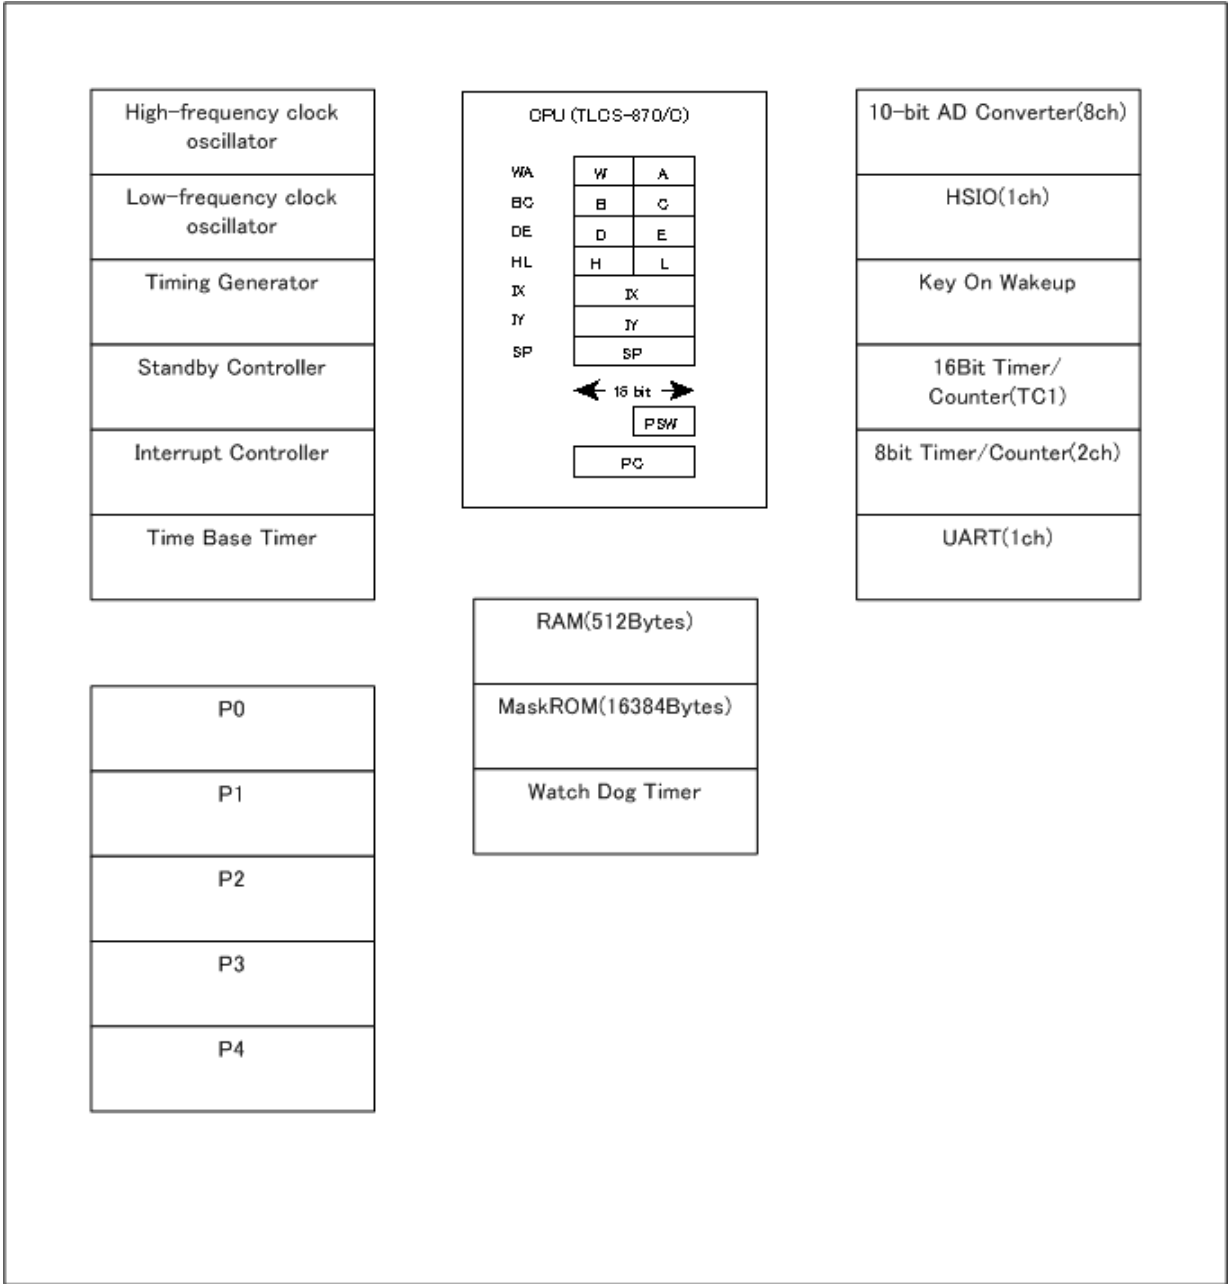 High-frequency clock
oscillator
Low-frequency clock
oscillator
Timing Generator
Standby Controller
Interrupt Controller
Time Base Timer
CPU (TLCS-870/C)
WA W A
BC B C
DE D E
HL H L
IX IX
IY IY
SP SP
16 bit
PSW
PC
10-bit AD Converter(8ch)
HSIO(1ch)
Key On Wakeup
16Bit Timer/
Counter(TC1)
8bit Timer/Counter(2ch)
UART(1ch)
RAM(512Bytes)
MaskROM(16384Bytes)
Watch Dog Timer
P0
P1
P2
P3
P4